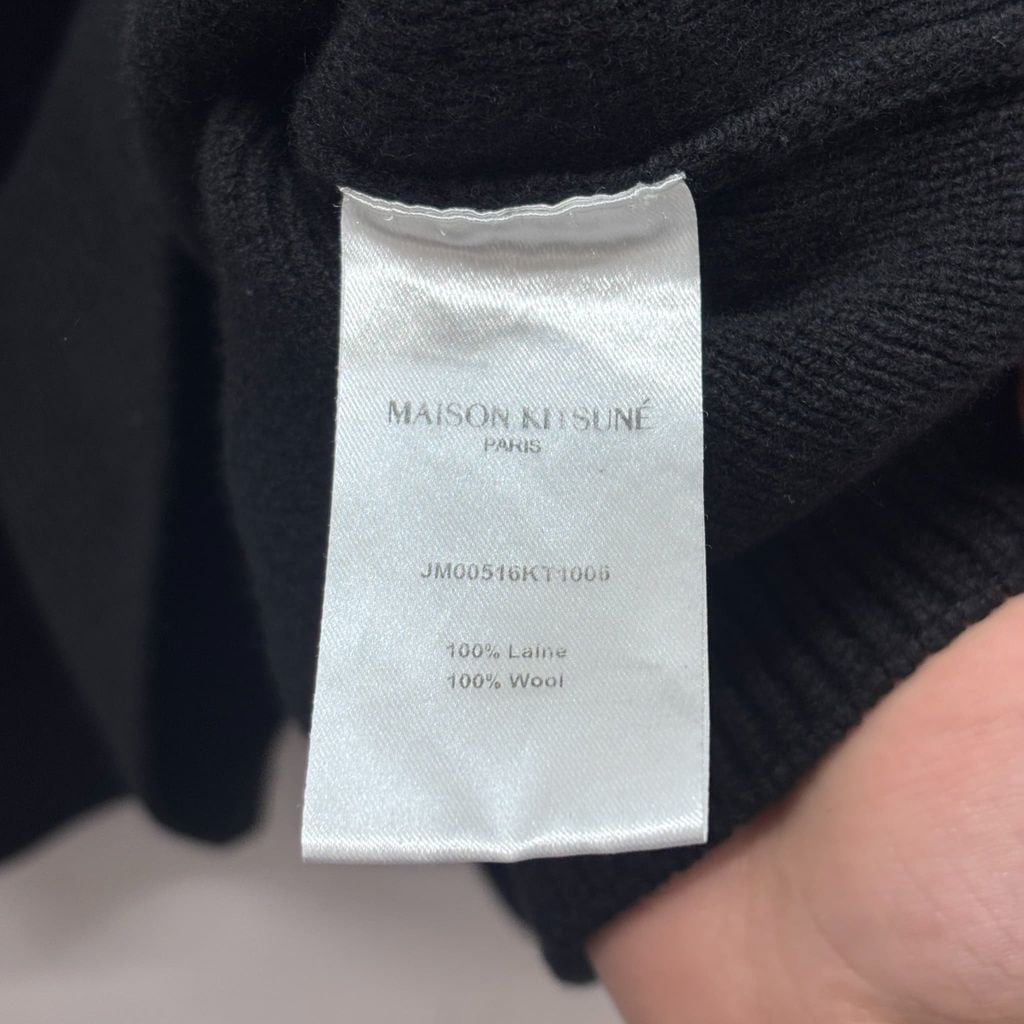 MAISON KITSUNÉ
PARIS
JM00516KT1006
100% Laine
100% Wool